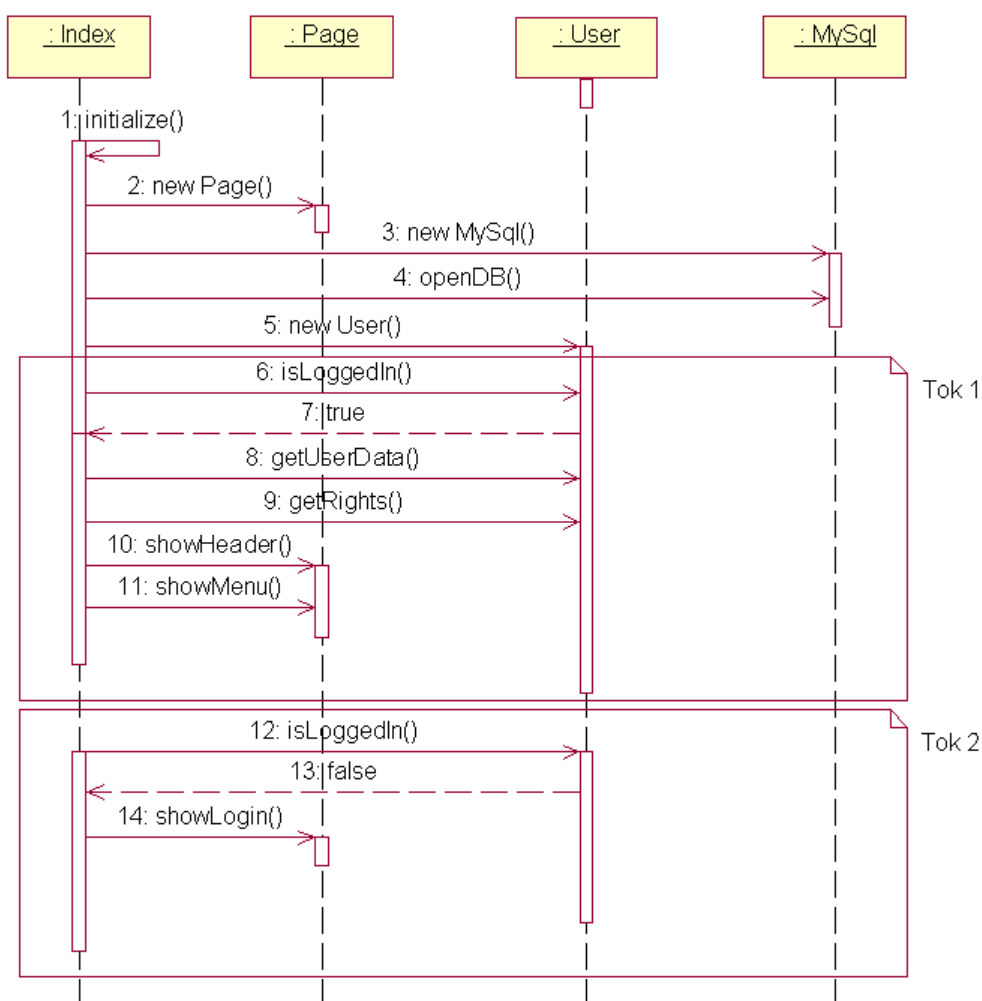 : Index
: Page
: User
: MySql
1: initialize()
2: new Page()
3: new MySql()
4: openDB()
5: new User()
6: isLoggedIn()
Tok 1
7: true
8: getUserData()
9: getRights()
10: showHeader()
11: showMenu()
12: isLoggedIn()
Tok 2
13: false
14: showLogin()